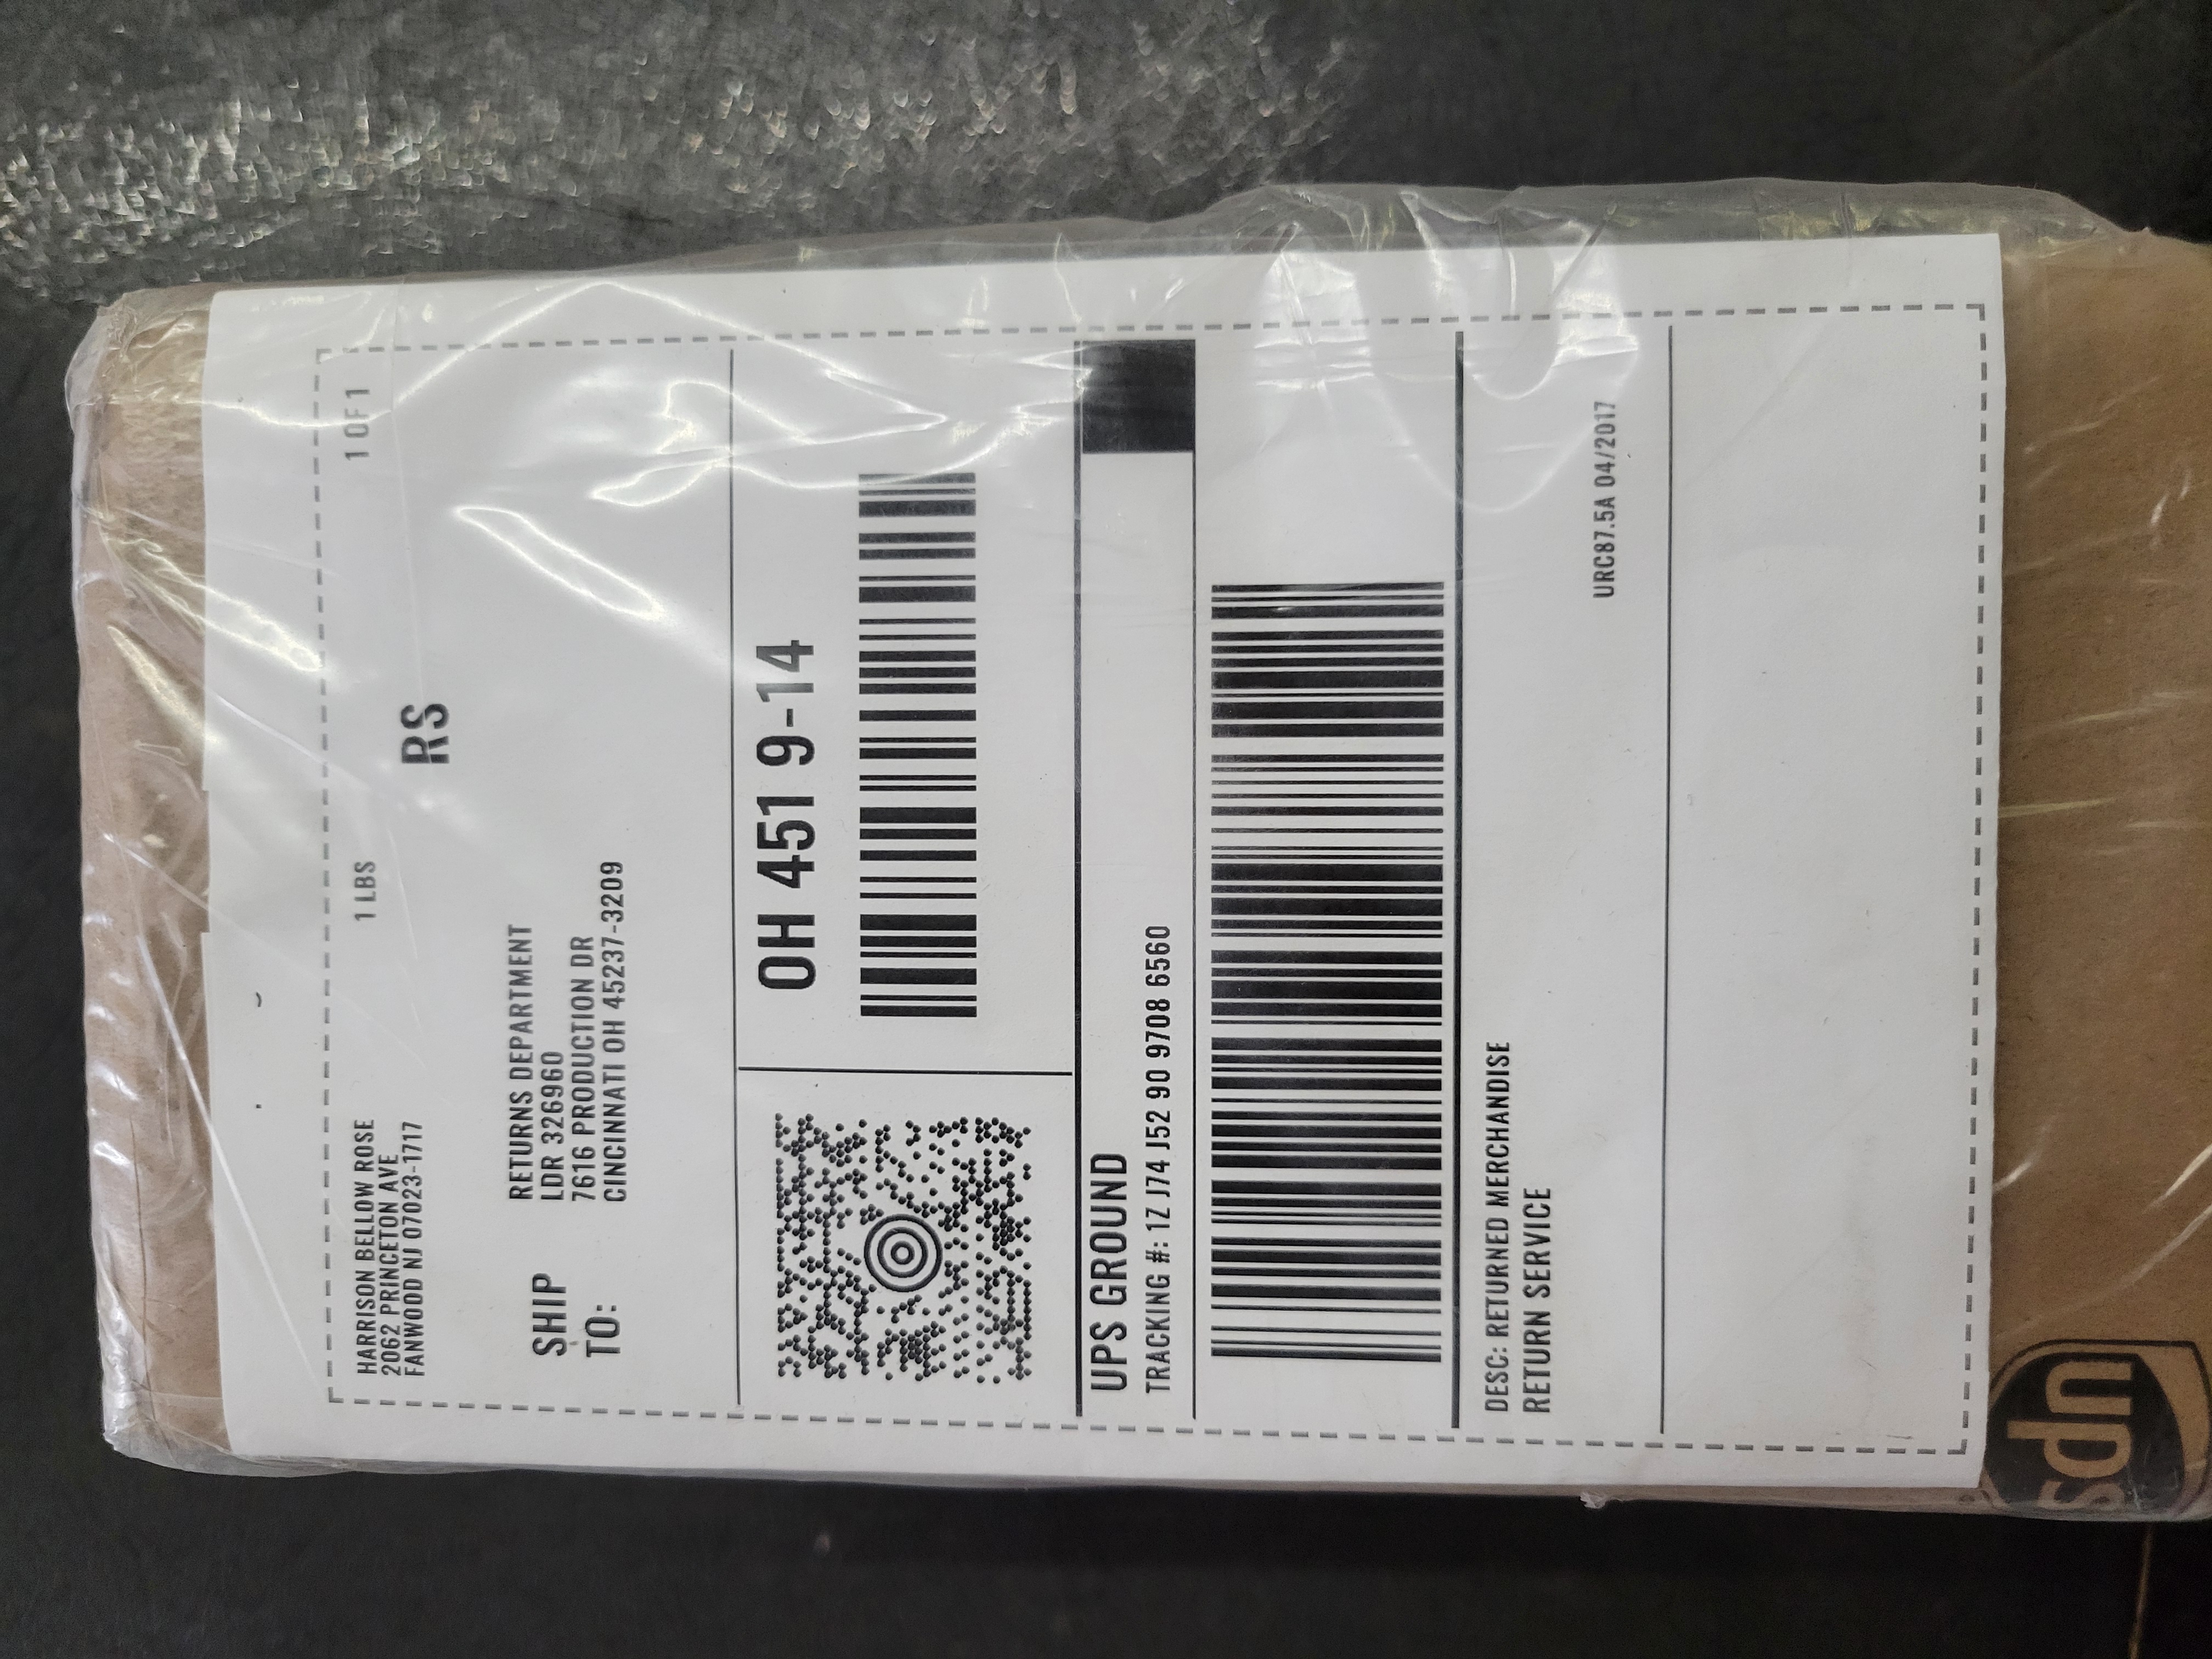 HARRISON BELLOW ROSE
2062 PRINCETON AVE
FANWOOD NJ 07023-1717
1 LBS
1 OF 1
RS
SHIP
TO:
RETURNS DEPARTMENT
LDR 326960
7616 PRODUCTION DR
CINCINNATI OH 45237-3209
OH 451 9-14
UPS GROUND
TRACKING #: 1Z J74 J52 90 9708 6560
DESC: RETURNED MERCHANDISE
RETURN SERVICE
URC87.5A 04/2017
ups